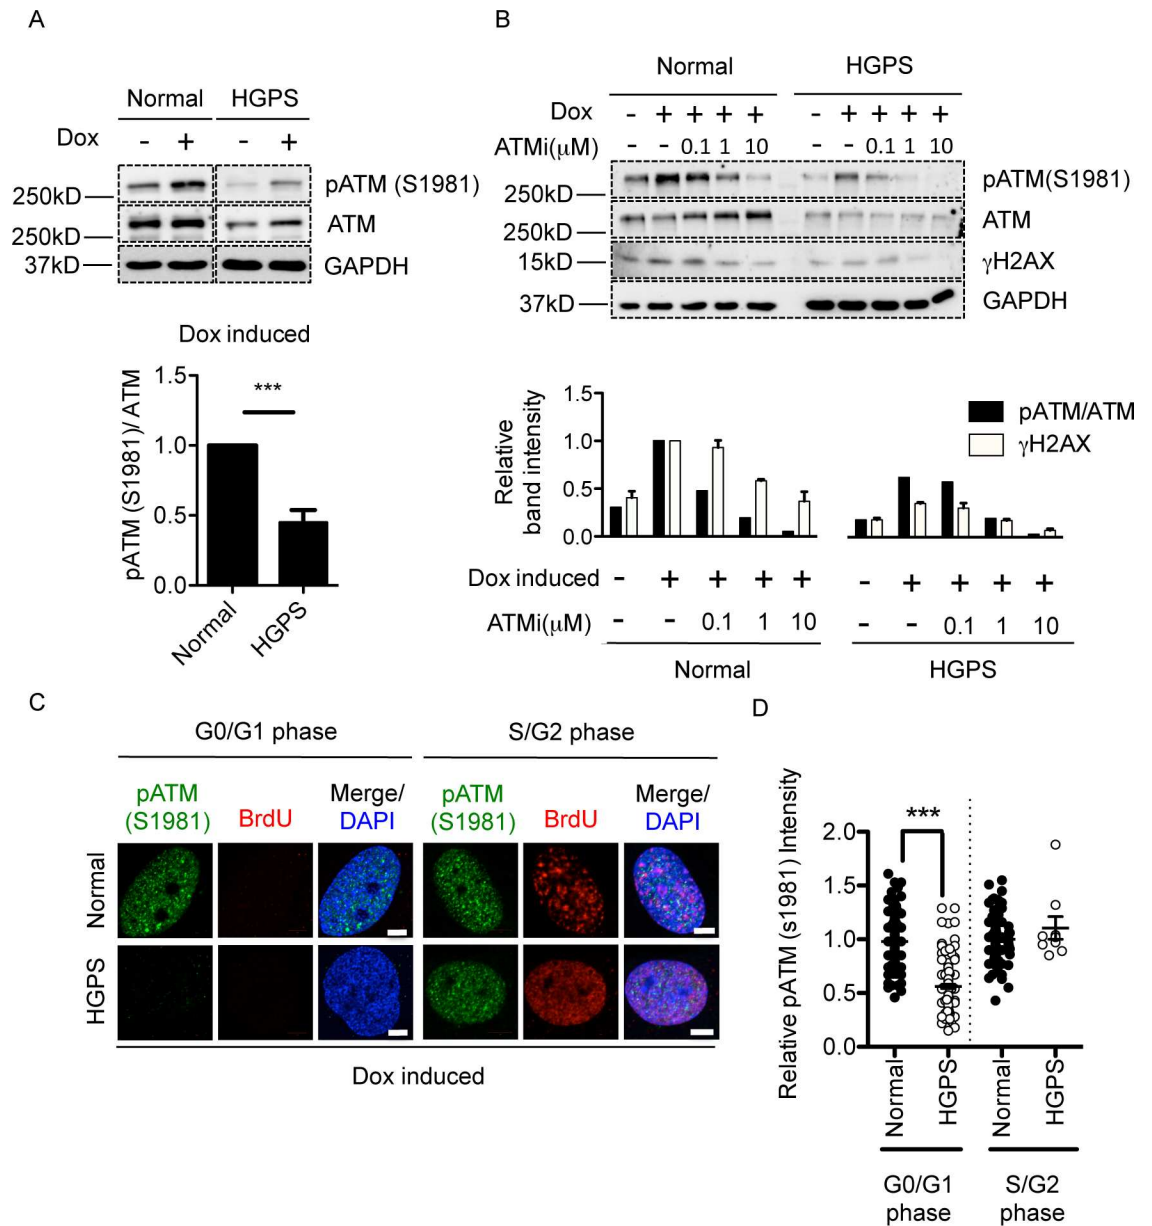 A
Normal HGPS
Dox - + - +
250kD pATM (S1981)
250kD ATM
37kD GAPDH
Dox induced
pATM (S1981)/ ATM
1.5
1.0
0.5
0.0
***
Normal
HGPS
B
Normal HGPS
Dox - + + + + - + + + +
ATMi(μM) - - 0.1 1 10 - - 0.1 1 10
250kD pATM(S1981)
250kD ATM
15kD γH2AX
37kD GAPDH
Relative
band intensity
1.5
1.0
0.5
0.0
pATM/ATM
γH2AX
Dox induced - + + + + - + + + +
ATMi(μM) - - 0.1 1 10 - - 0.1 1 10
Normal HGPS
C
G0/G1 phase S/G2 phase
pATM
(S1981)
BrdU
Merge/
DAPI
pATM
(S1981)
BrdU
Merge/
DAPI
Normal
HGPS
Dox induced
D
Relative pATM (s1981) Intensity
2.0
1.5
1.0
0.5
0.0
***
Normal
HGPS
Normal
HGPS
G0/G1
phase
S/G2
phase